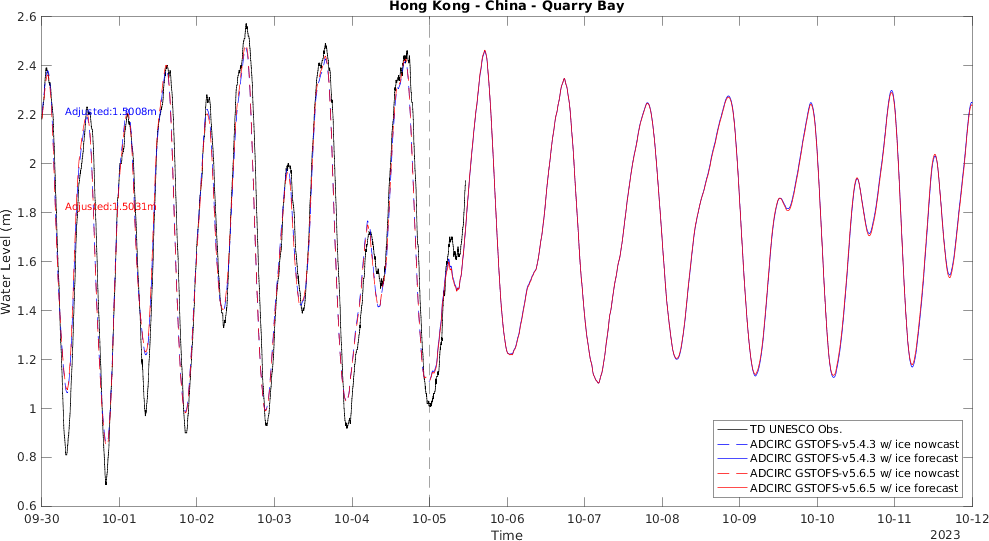 Hong Kong - China - Quarry Bay
2.6
2.4
2.2
2
1.8
1.6
1.4
1.2
1
0.8
0.6
Water Level (m)
Adjusted:1.5008m
Adjusted:1.5031m
TD UNESCO Obs.
ADCIRC GSTOFS-v5.4.3 w/ ice nowcast
ADCIRC GSTOFS-v5.4.3 w/ ice forecast
ADCIRC GSTOFS-v5.6.5 w/ ice nowcast
ADCIRC GSTOFS-v5.6.5 w/ ice forecast
09-30 10-01 10-02 10-03 10-04 10-05 10-06 10-07 10-08 10-09 10-10 10-11 10-12
Time
2023